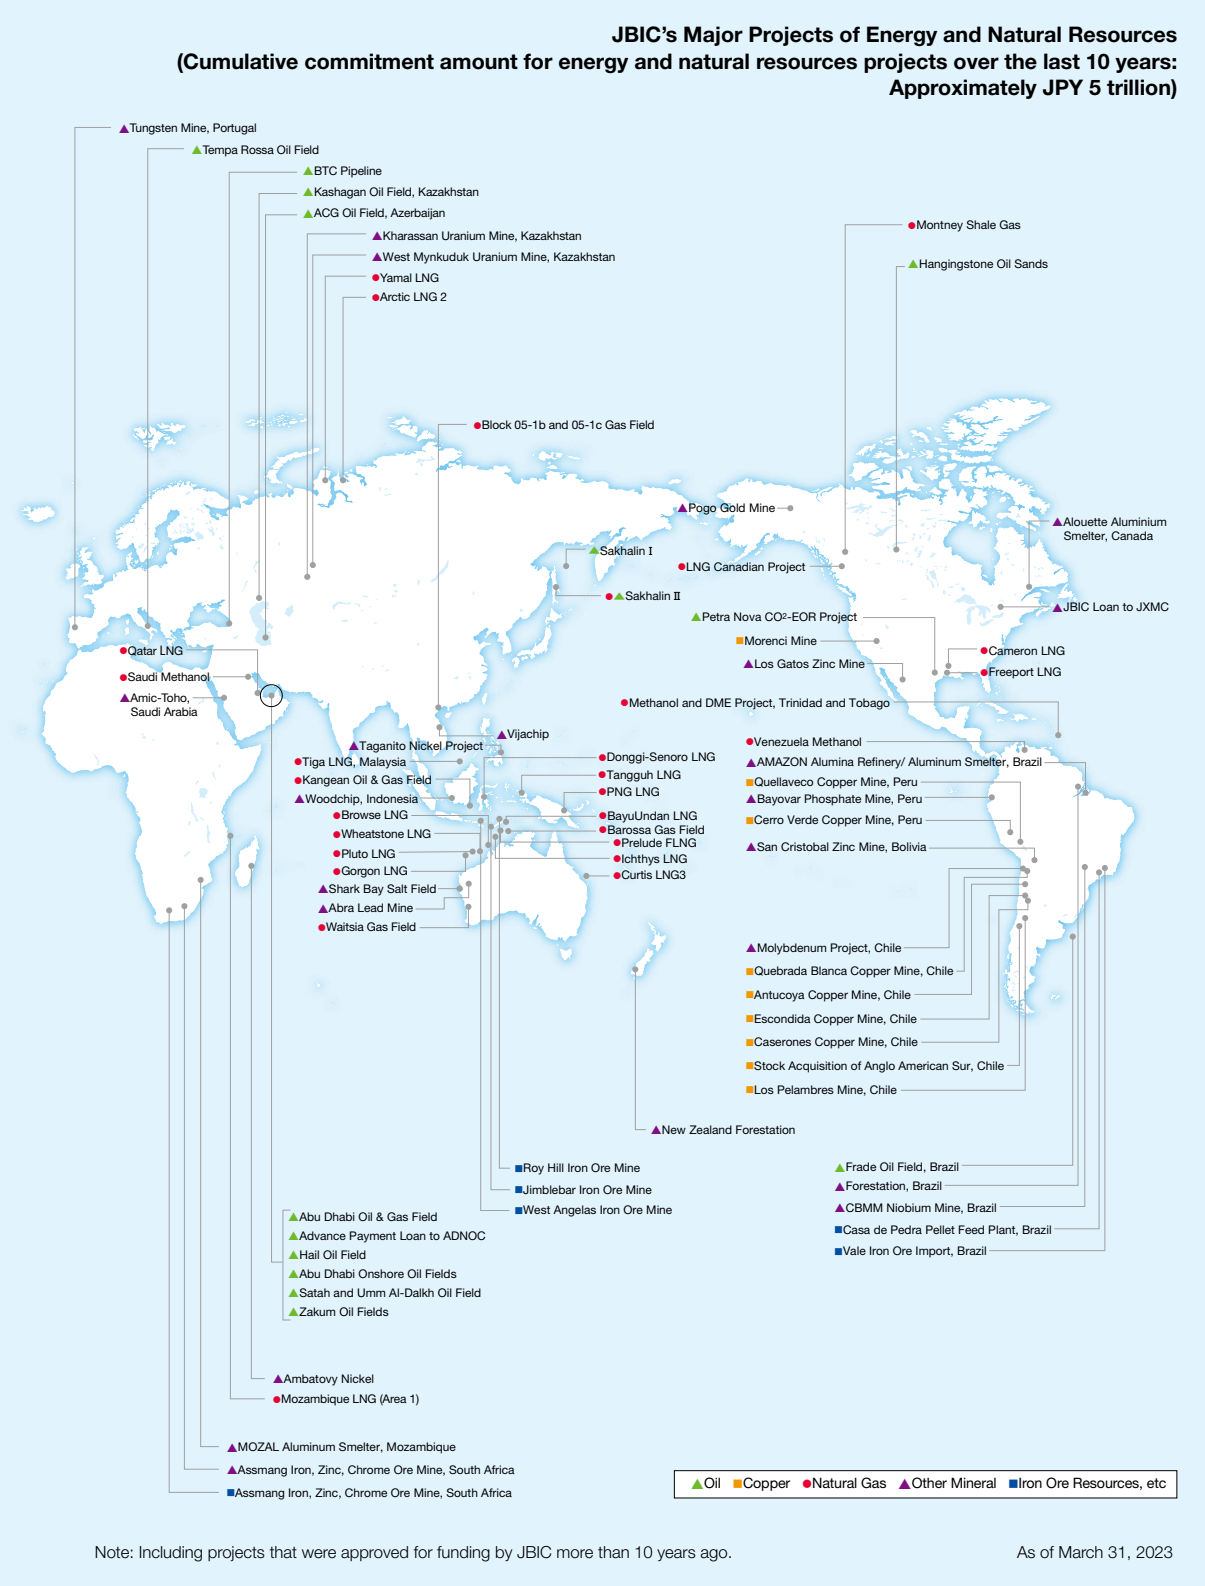 JBIC’s Major Projects of Energy and Natural Resources
(Cumulative commitment amount for energy and natural resources projects over the last 10 years:
Approximately JPY 5 trillion)
Tungsten Mine, Portugal
Tempa Rossa Oil Field
BTC Pipeline
Kashagan Oil Field, Kazakhstan
ACG Oil Field, Azerbaijan
Kharassan Uranium Mine, Kazakhstan
West Mynkuduk Uranium Mine, Kazakhstan
Yamal LNG
Arctic LNG 2
Montney Shale Gas
Hangingstone Oil Sands
Block 05-1b and 05-1c Gas Field
Pogo Gold Mine
Alouette Aluminium
Smelter, Canada
Sakhalin I
LNG Canadian Project
Sakhalin II
JBIC Loan to JXMC
Petra Nova CO²-EOR Project
Morenci Mine
Los Gatos Zinc Mine
Cameron LNG
Freeport LNG
Qatar LNG
Saudi Methanol
Amic-Toho,
Saudi Arabia
Methanol and DME Project, Trinidad and Tobago
Vijachip
Taganito Nickel Project
Tiga LNG, Malaysia
Kangean Oil & Gas Field
Woodchip, Indonesia
Browse LNG
Wheatstone LNG
Pluto LNG
Gorgon LNG
Shark Bay Salt Field
Abra Lead Mine
Waitsia Gas Field
Donggi-Senoro LNG
Tangguh LNG
PNG LNG
BayuUndan LNG
Barossa Gas Field
Prelude FLNG
Ichthys LNG
Curtis LNG3
Venezuela Methanol
AMAZON Alumina Refinery/ Aluminum Smelter, Brazil
Quellaveco Copper Mine, Peru
Bayovar Phosphate Mine, Peru
Cerro Verde Copper Mine, Peru
San Cristobal Zinc Mine, Bolivia
Molybdenum Project, Chile
Quebrada Blanca Copper Mine, Chile
Antucoya Copper Mine, Chile
Escondida Copper Mine, Chile
Caserones Copper Mine, Chile
Stock Acquisition of Anglo American Sur, Chile
Los Pelambres Mine, Chile
New Zealand Forestation
Roy Hill Iron Ore Mine
Jimblebar Iron Ore Mine
West Angelas Iron Ore Mine
Frade Oil Field, Brazil
Forestation, Brazil
CBMM Niobium Mine, Brazil
Casa de Pedra Pellet Feed Plant, Brazil
Vale Iron Ore Import, Brazil
Abu Dhabi Oil & Gas Field
Advance Payment Loan to ADNOC
Hail Oil Field
Abu Dhabi Onshore Oil Fields
Satah and Umm Al-Dalkh Oil Field
Zakum Oil Fields
Ambatovy Nickel
Mozambique LNG (Area 1)
MOZAL Aluminum Smelter, Mozambique
Assmang Iron, Zinc, Chrome Ore Mine, South Africa
Assmang Iron, Zinc, Chrome Ore Mine, South Africa
Oil Copper Natural Gas Other Mineral Iron Ore Resources, etc
Note: Including projects that were approved for funding by JBIC more than 10 years ago.
As of March 31, 2023